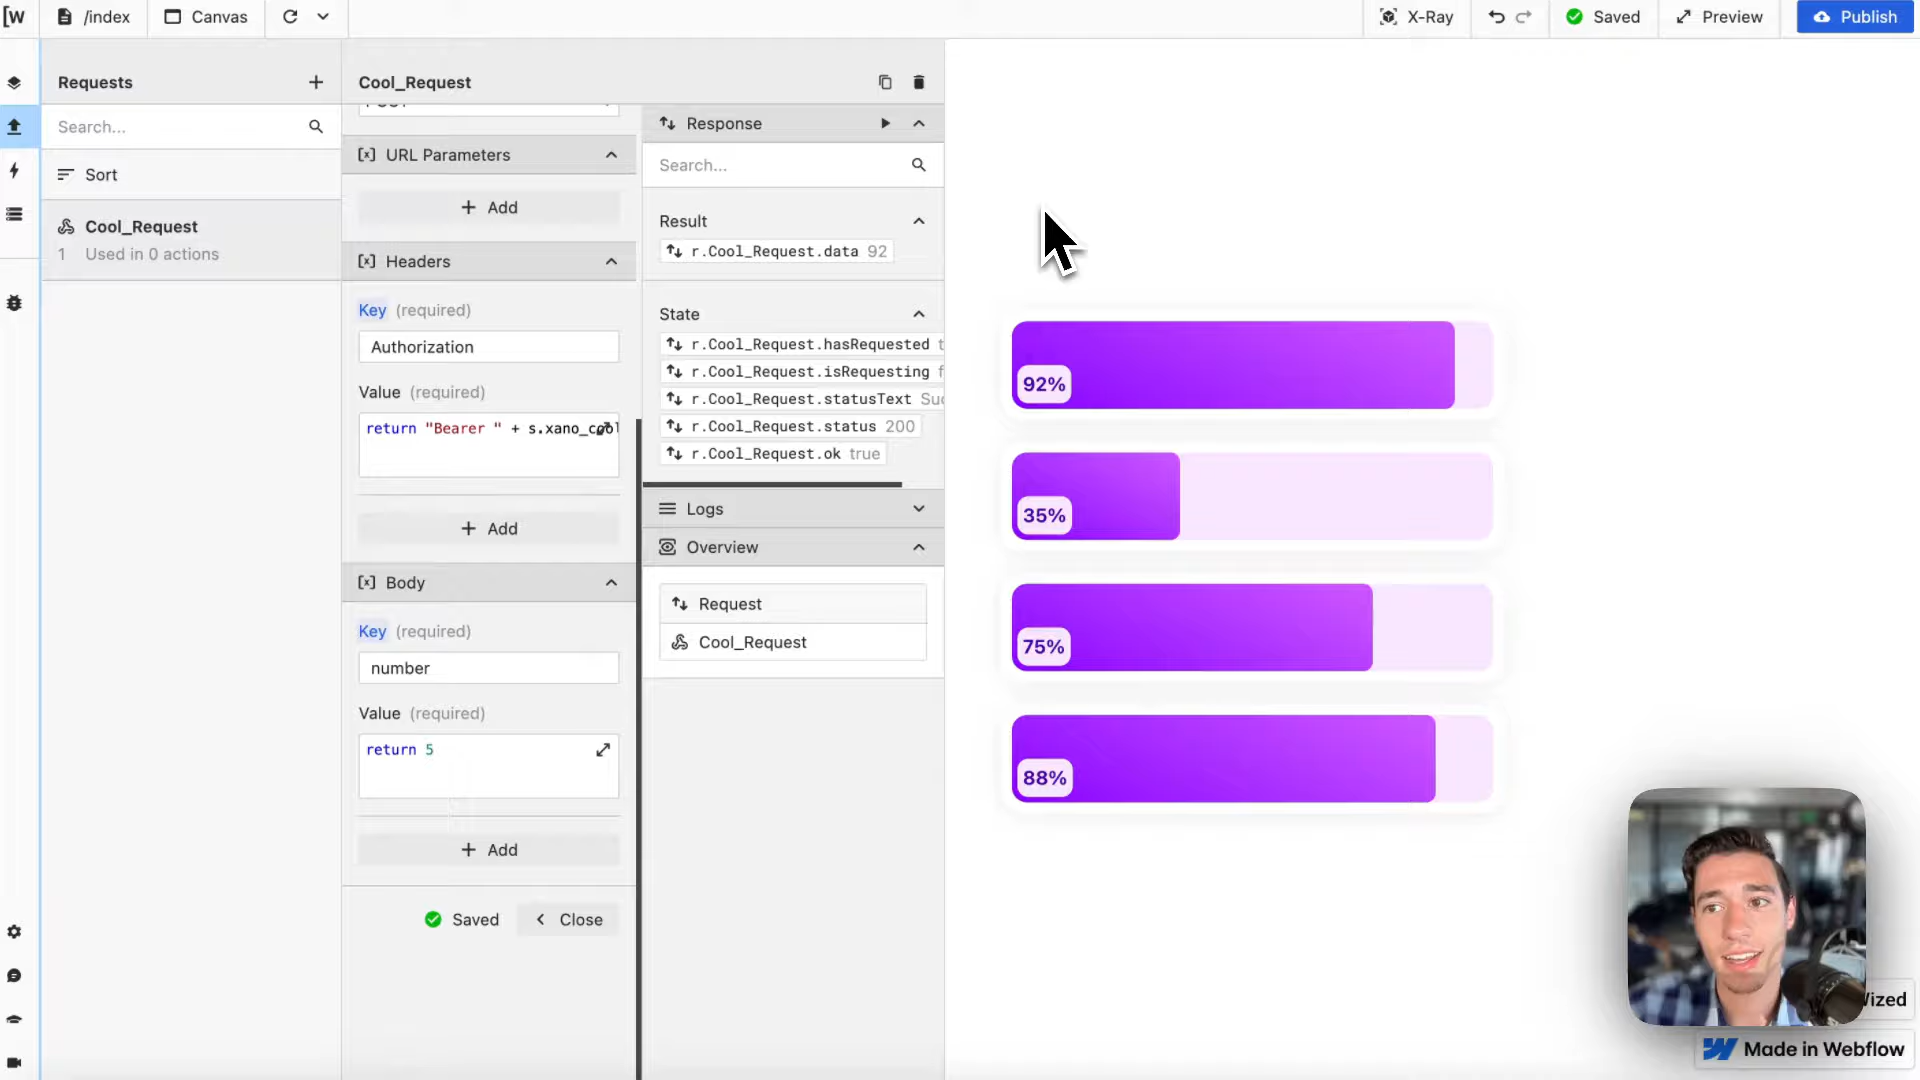 [W
/index
Canvas
X-Ray
Saved
Preview
Publish
Requests
Search...
Sort
Cool_Request
1 Used in 0 actions
Cool_Request
[x] URL Parameters
+ Add
[x] Headers
Key (required)
Authorization
Value (required)
return "Bearer " + s.xano_
+ Add
[x] Body
Key (required)
number
Value (required)
return 5
+ Add
Saved
Close
Response
Search...
Result
r.Cool_Request.data 92
State
r.Cool_Request.hasRequested t
r.Cool_Request.isRequesting f
r.Cool_Request.statusText Suc
r.Cool_Request.status 200
r.Cool_Request.ok true
Logs
Overview
Request
Cool_Request
92%
35%
75%
88%
Wized
Made in Webflow